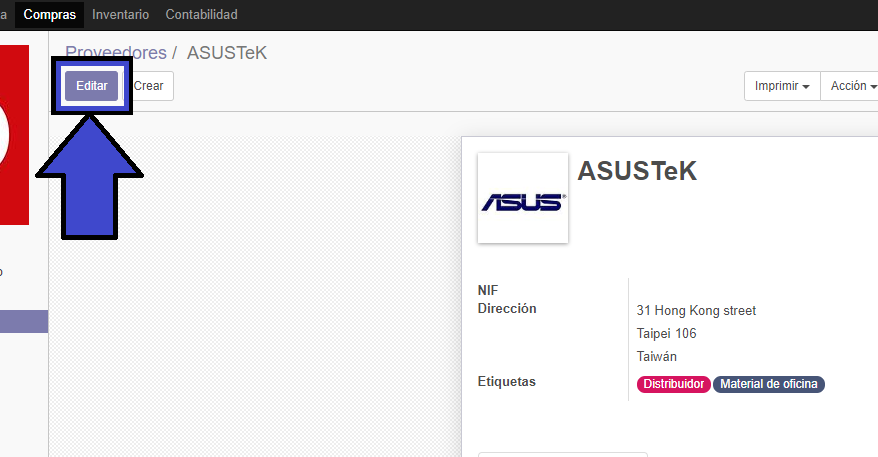 a Compras Inventario Contabilidad
Proveedores / ASUSTeK
Editar Crear
Imprimir Acción
ASUS® ASUSTeK
NIF
Dirección 31 Hong Kong street
Taipei 106
Taiwán
Etiquetas Distribuidor Material de oficina
o